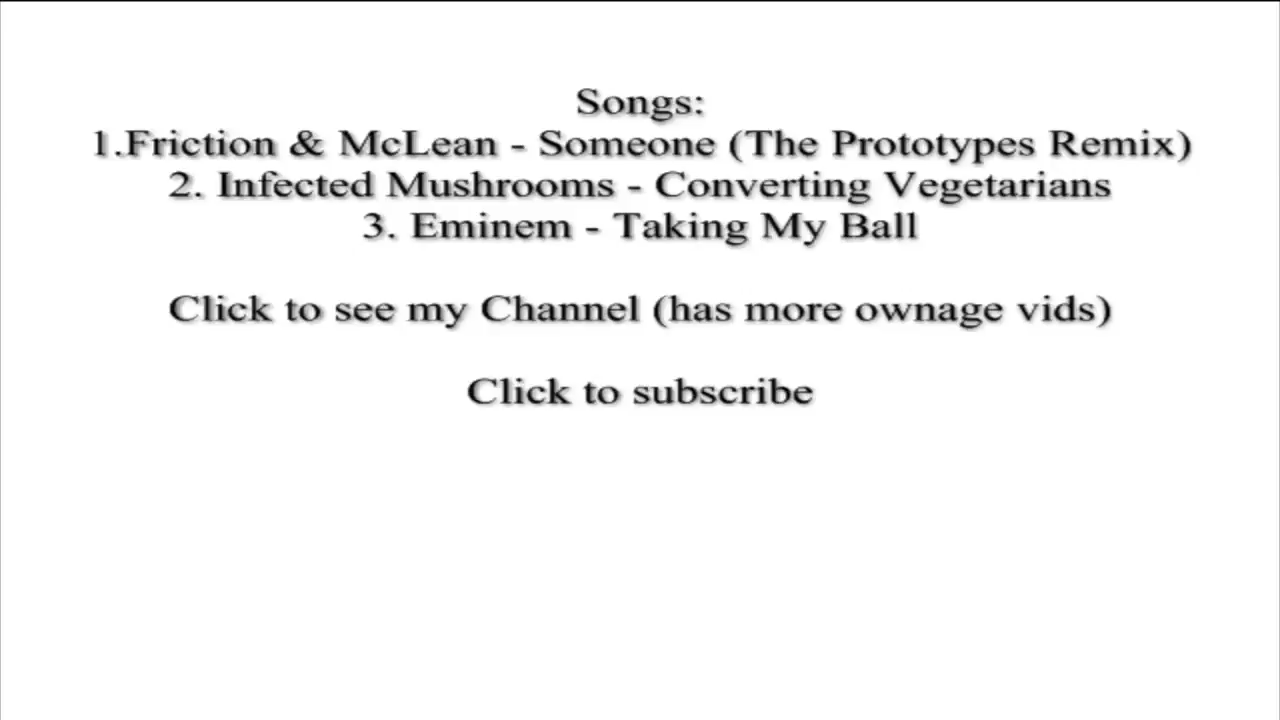 Songs:
1.Friction & McLean - Someone (The Prototypes Remix)
2. Infected Mushrooms - Converting Vegetarians
3. Eminem - Taking My Ball
Click to see my Channel (has more ownage vids)
Click to subscribe